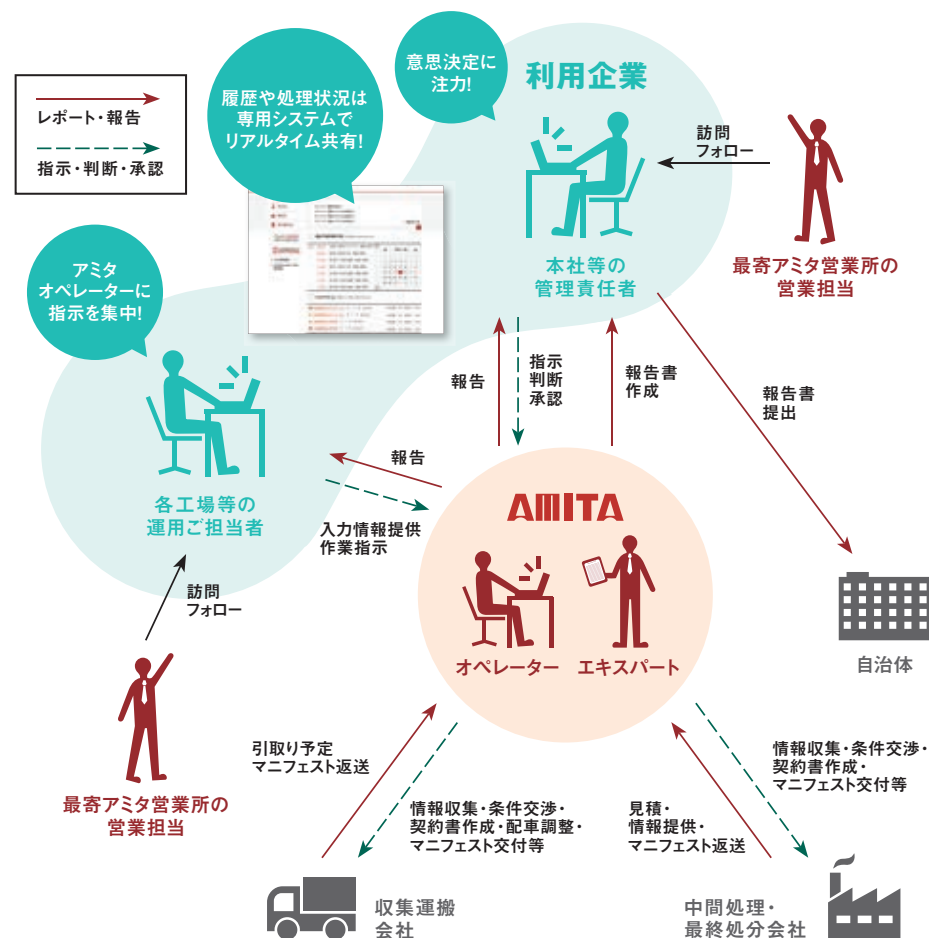 レポート・報告
指示・判断・承認
履歴や処理状況は
専用システムで
リアルタイム共有!
意思決定に
注力!
利用企業
訪問
フォロー
本社等の
管理責任者
最寄アミタ営業所の
営業担当
アミタ
オペレーターに
指示を集中!
各工場等の
運用ご担当者
報告
指示
判断
承認
報告書
作成
報告書
提出
報告
入力情報提供
作業指示
訪問
フォロー
AMITA
オペレーター
エキスパート
自治体
最寄アミタ営業所の
営業担当
引取り予定
マニフェスト返送
情報収集・条件交渉・
契約書作成・配車調整・
マニフェスト交付等
見積・
情報提供・
マニフェスト返送
情報収集・条件交渉・
契約書作成・
マニフェスト交付等
収集運搬
会社
中間処理・
最終処分会社